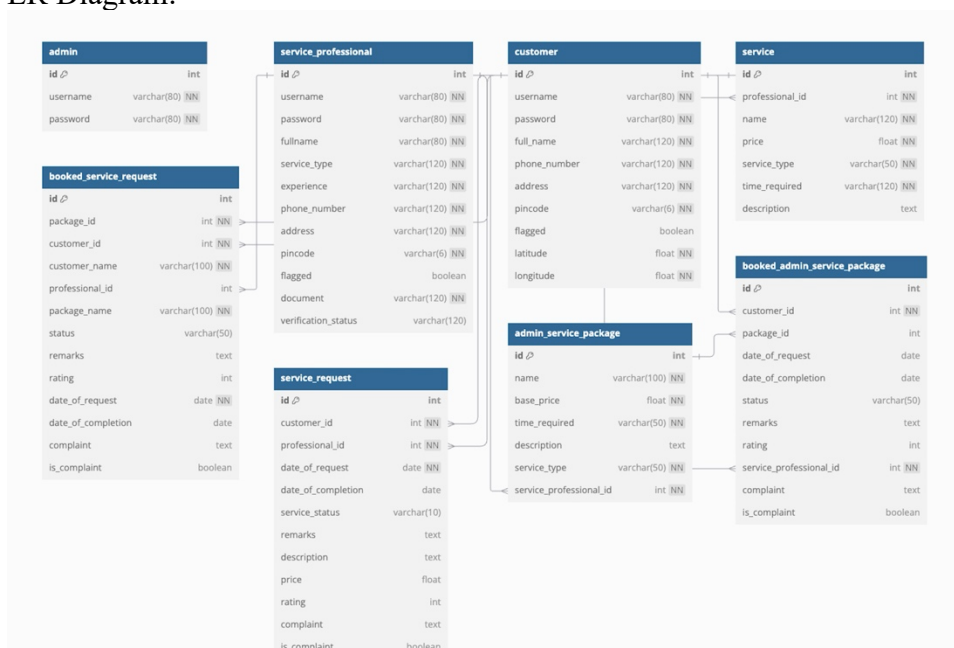 ER Diagram:
admin
id int
username varchar(80) NN
password varchar(80) NN
booked_service_request
id int
package_id int NN
customer_id int NN
customer_name varchar(100) NN
professional_id int
package_name varchar(100) NN
status varchar(50)
remarks text
rating int
date_of_request date NN
date_of_completion date
complaint text
is_complaint boolean
service_professional
id int
username varchar(80) NN
password varchar(80) NN
fullname varchar(80) NN
service_type varchar(120) NN
experience varchar(120) NN
phone_number varchar(120) NN
address varchar(120) NN
pincode varchar(6) NN
flagged boolean
document varchar(120) NN
verification_status varchar(120)
service_request
id int
customer_id int NN
professional_id int NN
date_of_request date NN
date_of_completion date
service_status varchar(10)
remarks text
description text
price float
rating int
complaint text
is_complaint boolean
customer
id int
username varchar(80) NN
password varchar(80) NN
full_name varchar(120) NN
phone_number varchar(120) NN
address varchar(120) NN
pincode varchar(6) NN
flagged boolean
latitude float NN
longitude float NN
admin_service_package
id int
name varchar(100) NN
base_price float NN
time_required varchar(50) NN
description text
service_type varchar(50) NN
service_professional_id int NN
service
id int
professional_id int NN
name varchar(120) NN
price float NN
service_type varchar(50) NN
time_required varchar(120) NN
description text
booked_admin_service_package
id int
customer_id int NN
package_id int
date_of_request date
date_of_completion date
status varchar(50)
remarks text
rating int
service_professional_id int NN
complaint text
is_complaint boolean